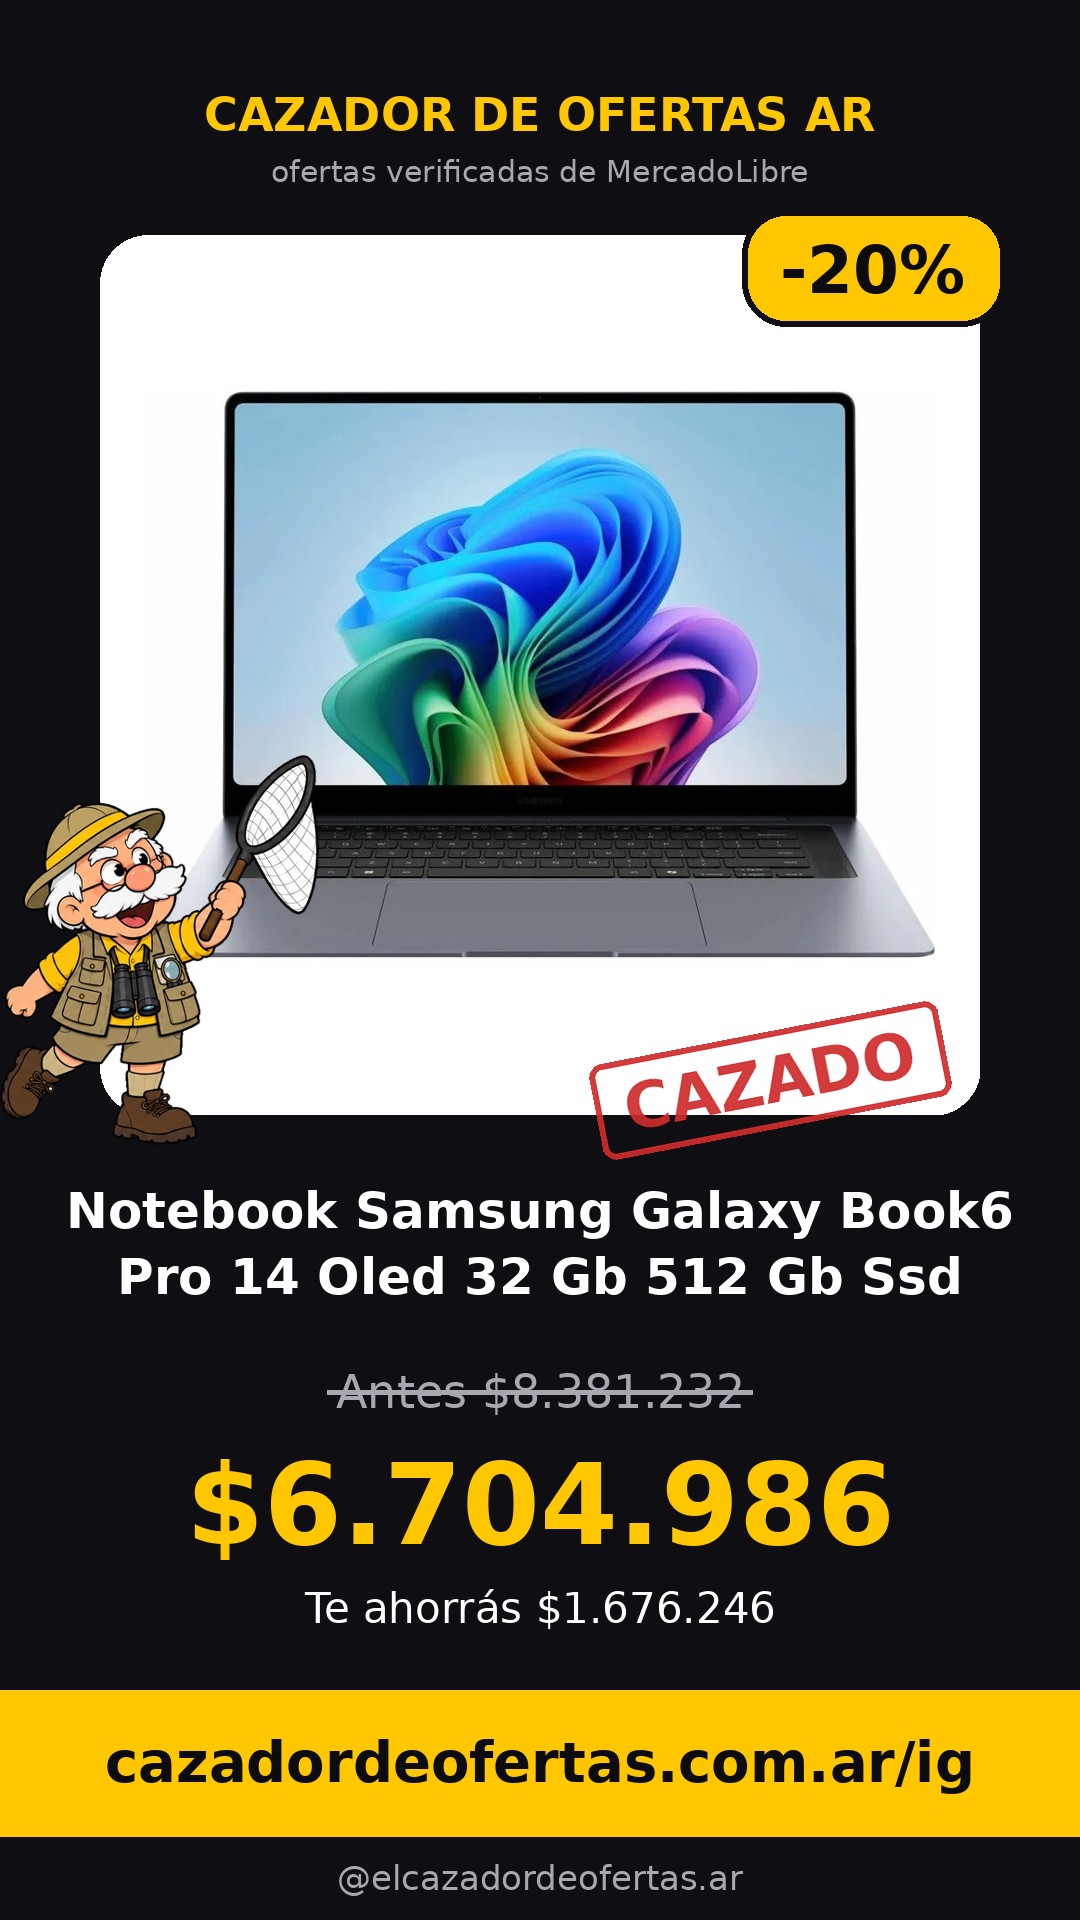 CAZADOR DE OFERTAS AR
ofertas verificadas de MercadoLibre
-20%
SAMSUNG
CAZADO
Notebook Samsung Galaxy Book6
Pro 14 Oled 32 Gb 512 Gb Ssd
Antes $8.381.232
$6.704.986
Te ahorrás $1.676.246
cazadordeofertas.com.ar/ig
@elcazadordeofertas.ar